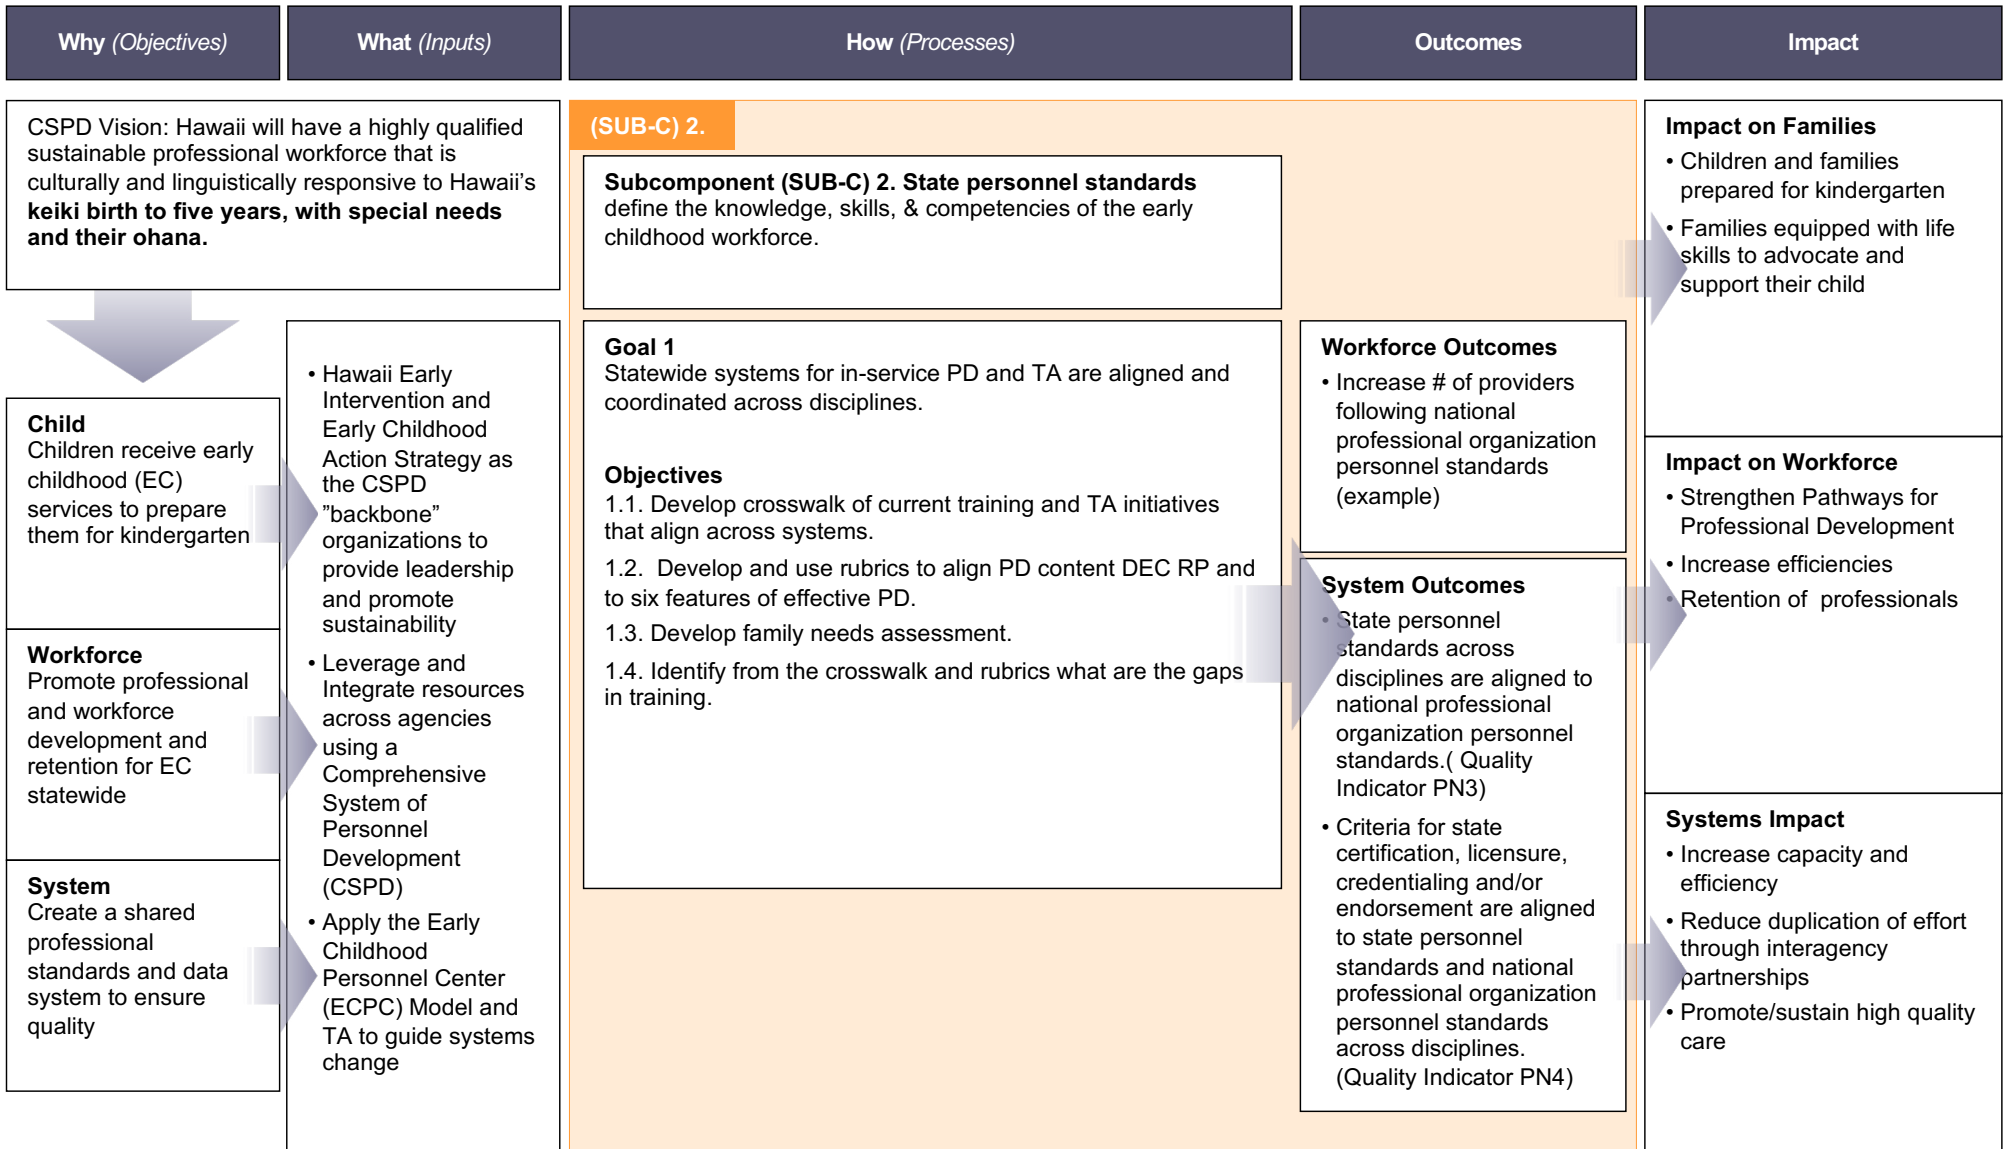 Why (Objectives)
What (Inputs)
How (Processes)
Outcomes
Impact
CSPD Vision: Hawaii will have a highly qualified
sustainable professional workforce that is
culturally and linguistically responsive to Hawaii's
keiki birth to five years, with special needs
and their ohana.
Child
Children receive early
childhood (EC)
services to prepare
them for kindergarten
Workforce
Promote professional
and workforce
development and
retention for EC
statewide
System
Create a shared
professional
standards and data
system to ensure
quality
• Hawaii Early
Intervention and
Early Childhood
Action Strategy as
the CSPD
”backbone”
organizations to
provide leadership
and promote
sustainability
• Leverage and
Integrate resources
across agencies
using a
Comprehensive
System of
Personnel
Development
(CSPD)
• Apply the Early
Childhood
Personnel Center
(ECPC) Model and
TA to guide systems
change
(SUB-C) 2.
Subcomponent (SUB-C) 2. State personnel standards
define the knowledge, skills, & competencies of the early
childhood workforce.
Goal 1
Statewide systems for in-service PD and TA are aligned and
coordinated across disciplines.
Objectives
1.1. Develop crosswalk of current training and TA initiatives
that align across systems.
1.2.  Develop and use rubrics to align PD content DEC RP and
to six features of effective PD.
1.3. Develop family needs assessment.
1.4. Identify from the crosswalk and rubrics what are the gaps
in training.
Workforce Outcomes
• Increase # of providers
following national
professional organization
personnel standards
(example)
System Outcomes
• State personnel
standards across
disciplines are aligned to
national professional
organization personnel
standards.( Quality
Indicator PN3)
• Criteria for state
certification, licensure,
credentialing and/or
endorsement are aligned
to state personnel
standards and national
professional organization
personnel standards
across disciplines.
(Quality Indicator PN4)
Impact on Families
• Children and families
prepared for kindergarten
• Families equipped with life
skills to advocate and
support their child
Impact on Workforce
• Strengthen Pathways for
Professional Development
• Increase efficiencies
• Retention of  professionals
Systems Impact
• Increase capacity and
efficiency
• Reduce duplication of effort
through interagency
partnerships
• Promote/sustain high quality
care